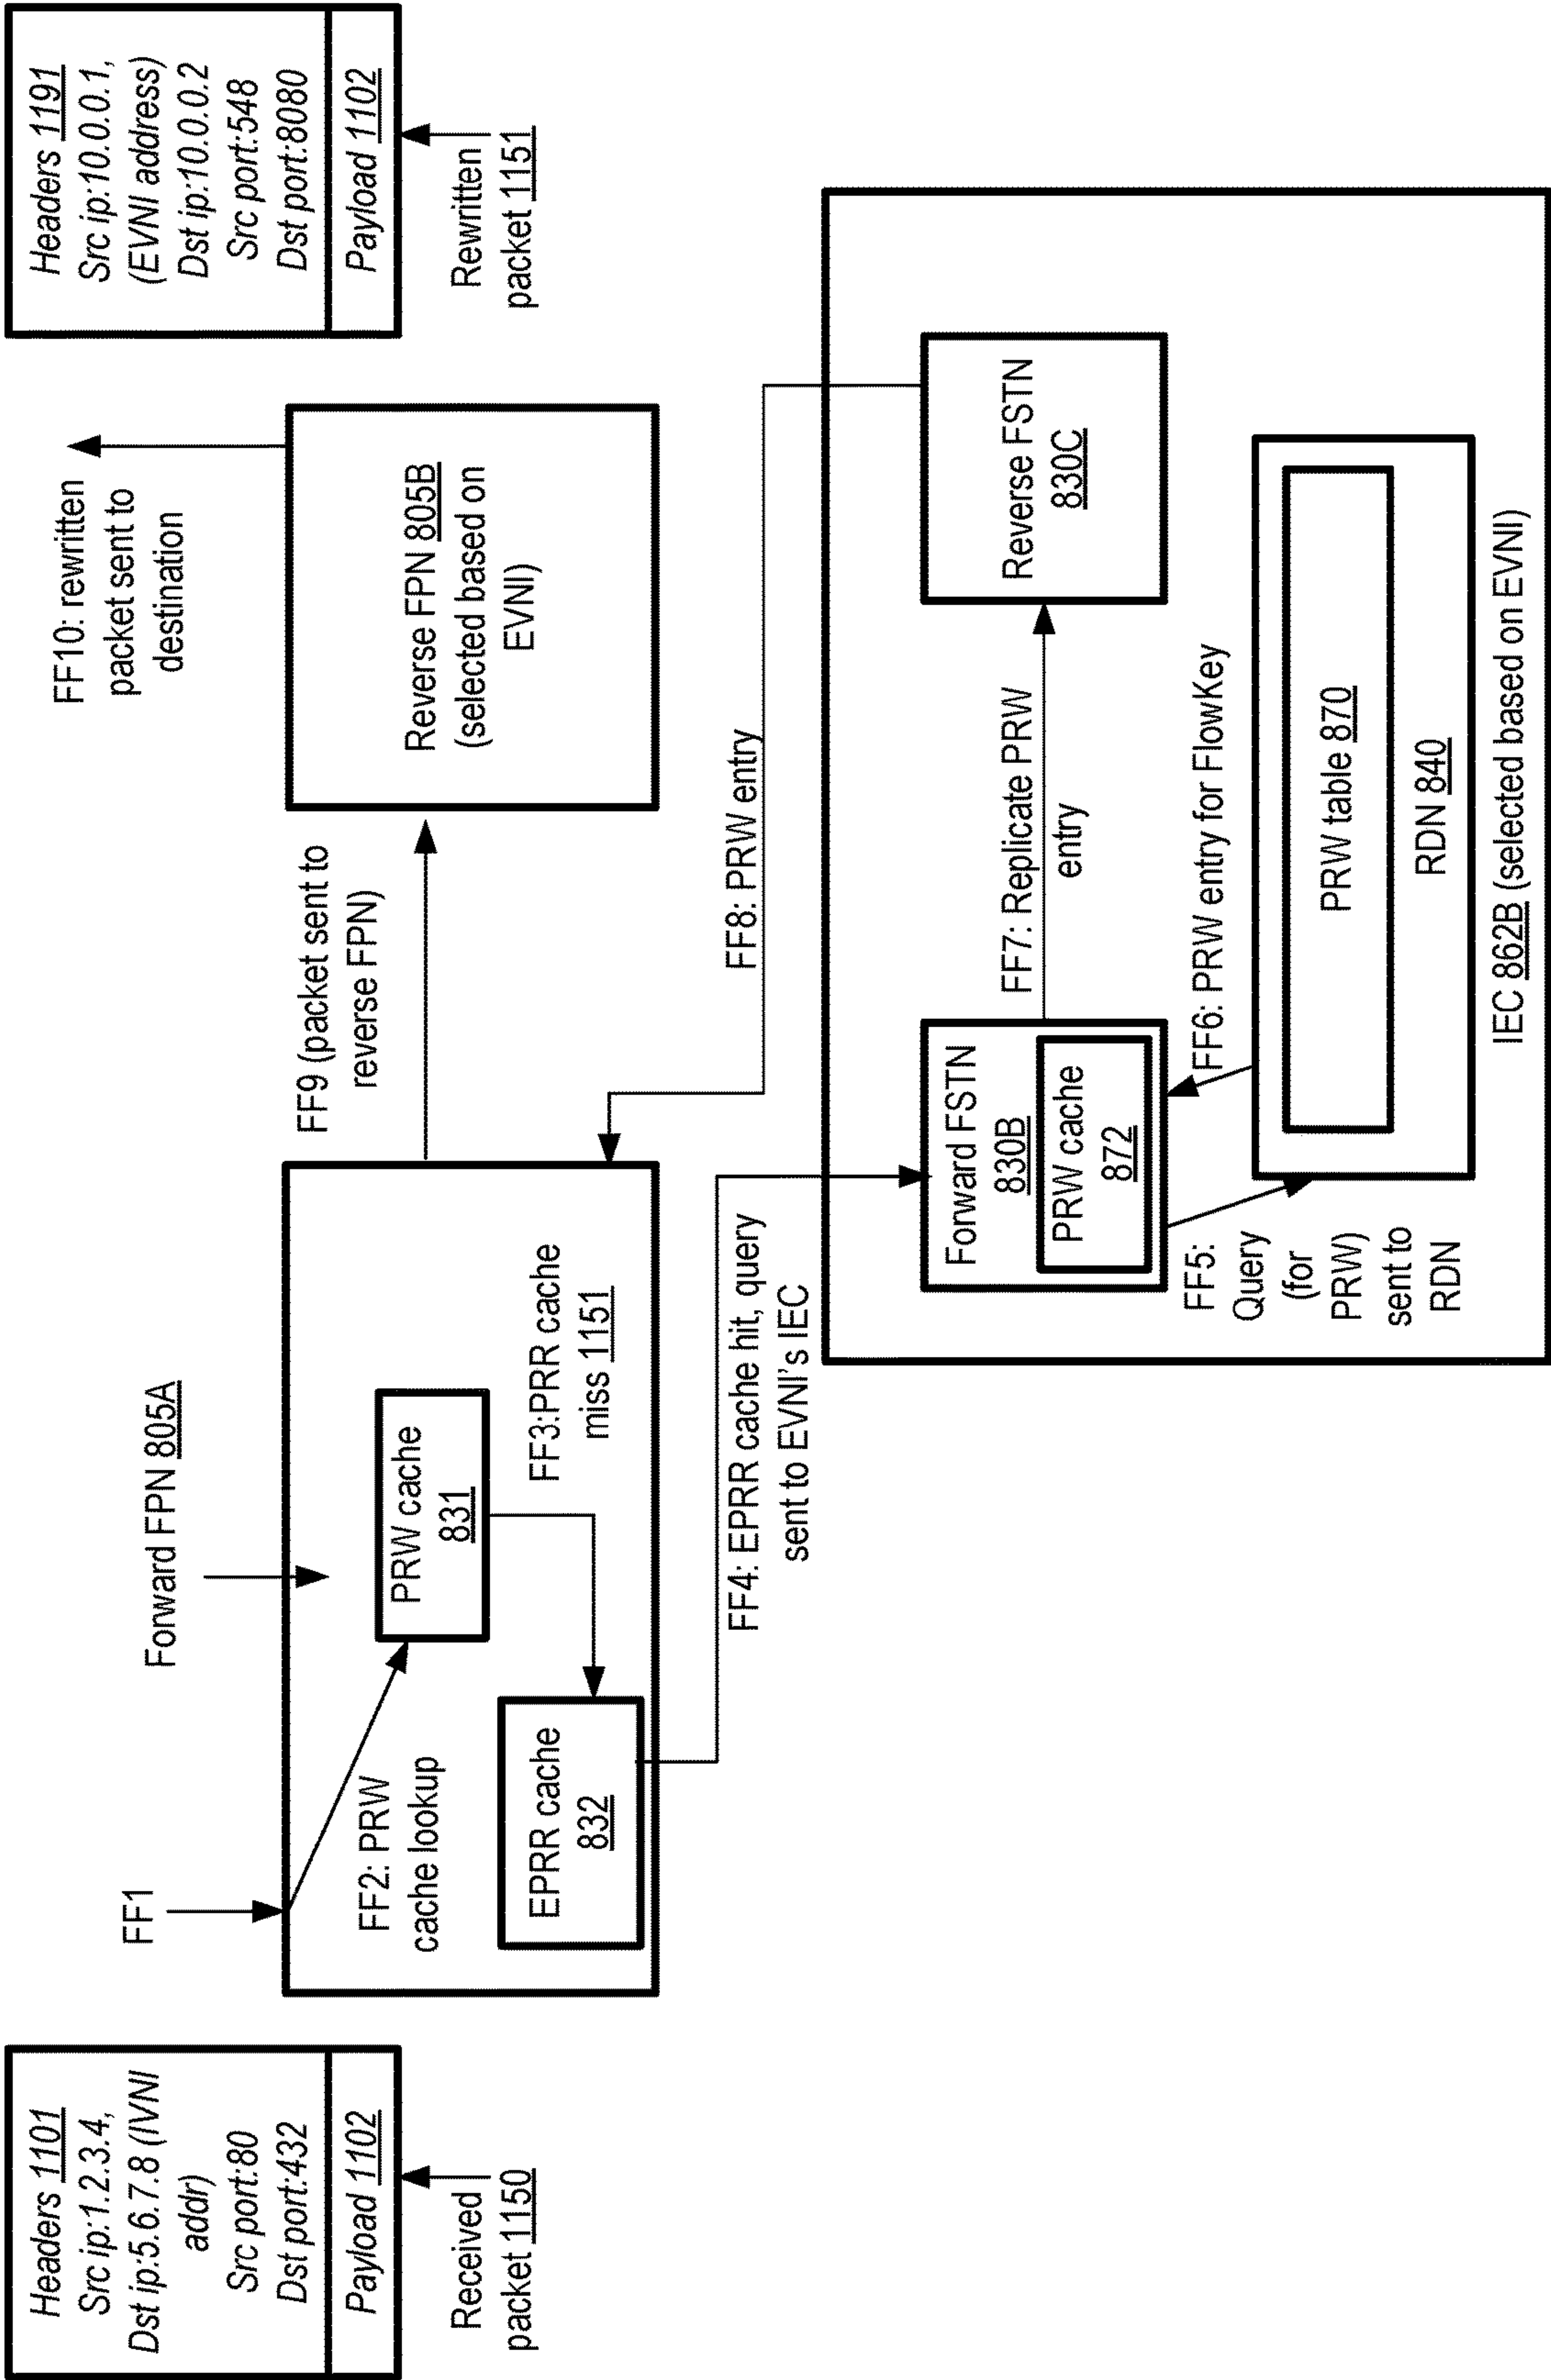 Headers 1101
Src ip:1.2.3.4,
Dst ip:5.6.7.8 (IVNI
addr)
Src port:80
Dst port:432
Payload 1102
Received
packet 1150
FF1
Forward FPN 805A
FF2: PRW
cache lookup
PRW cache
831
EPRR cache
832
FF3:PRR cache
miss 1151
FF4: EPRR cache hit, query
sent to EVNI's IEC
FF9 (packet sent to
reverse FPN)
Reverse FPN 805B
(selected based on
EVNI)
FF10: rewritten
packet sent to
destination
Headers 1191
Src ip:10.0.0.1,
(EVNI address)
Dst ip:10.0.0.2
Src port:548
Dst port:8080
Payload 1102
Rewritten
packet 1151
FF8: PRW entry
Forward FSTN
830B
PRW cache
872
FF7: Replicate PRW
entry
Reverse FSTN
830C
FF5:
Query
(for
PRW)
sent to
RDN
FF6: PRW entry for FlowKey
PRW table 870
RDN 840
IEC 862B (selected based on EVNI)